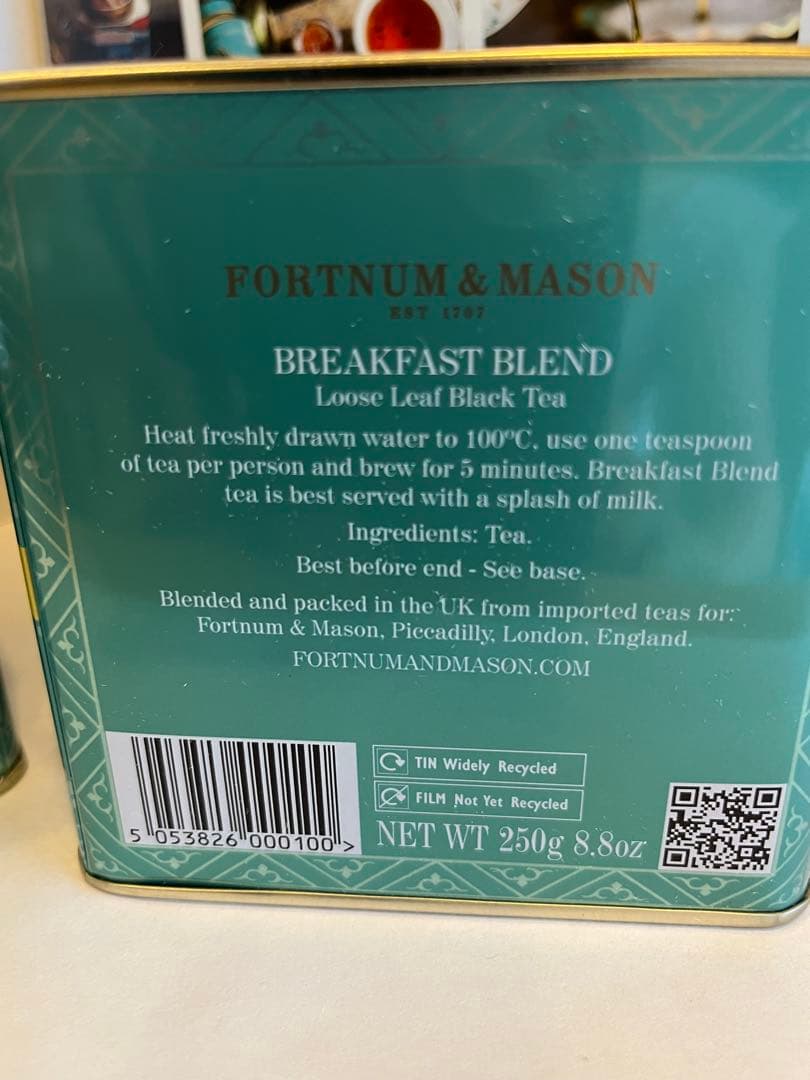 FORTNUM & MASON
EST 1707
BREAKFAST BLEND
Loose Leaf Black Tea
Heat freshly drawn water to 100ºC, use one teaspoon
of tea per person and brew for 5 minutes. Breakfast Blend
tea is best served with a splash of milk.
Ingredients: Tea.
Best before end - See base.
Blended and packed in the UK from imported teas for:
Fortnum & Mason, Piccadilly, London, England.
FORTNUMANDMASON.COM
TIN Widely Recycled
FILM Not Yet Recycled
5 053826 000100 >
NET WT 250g 8.8oz